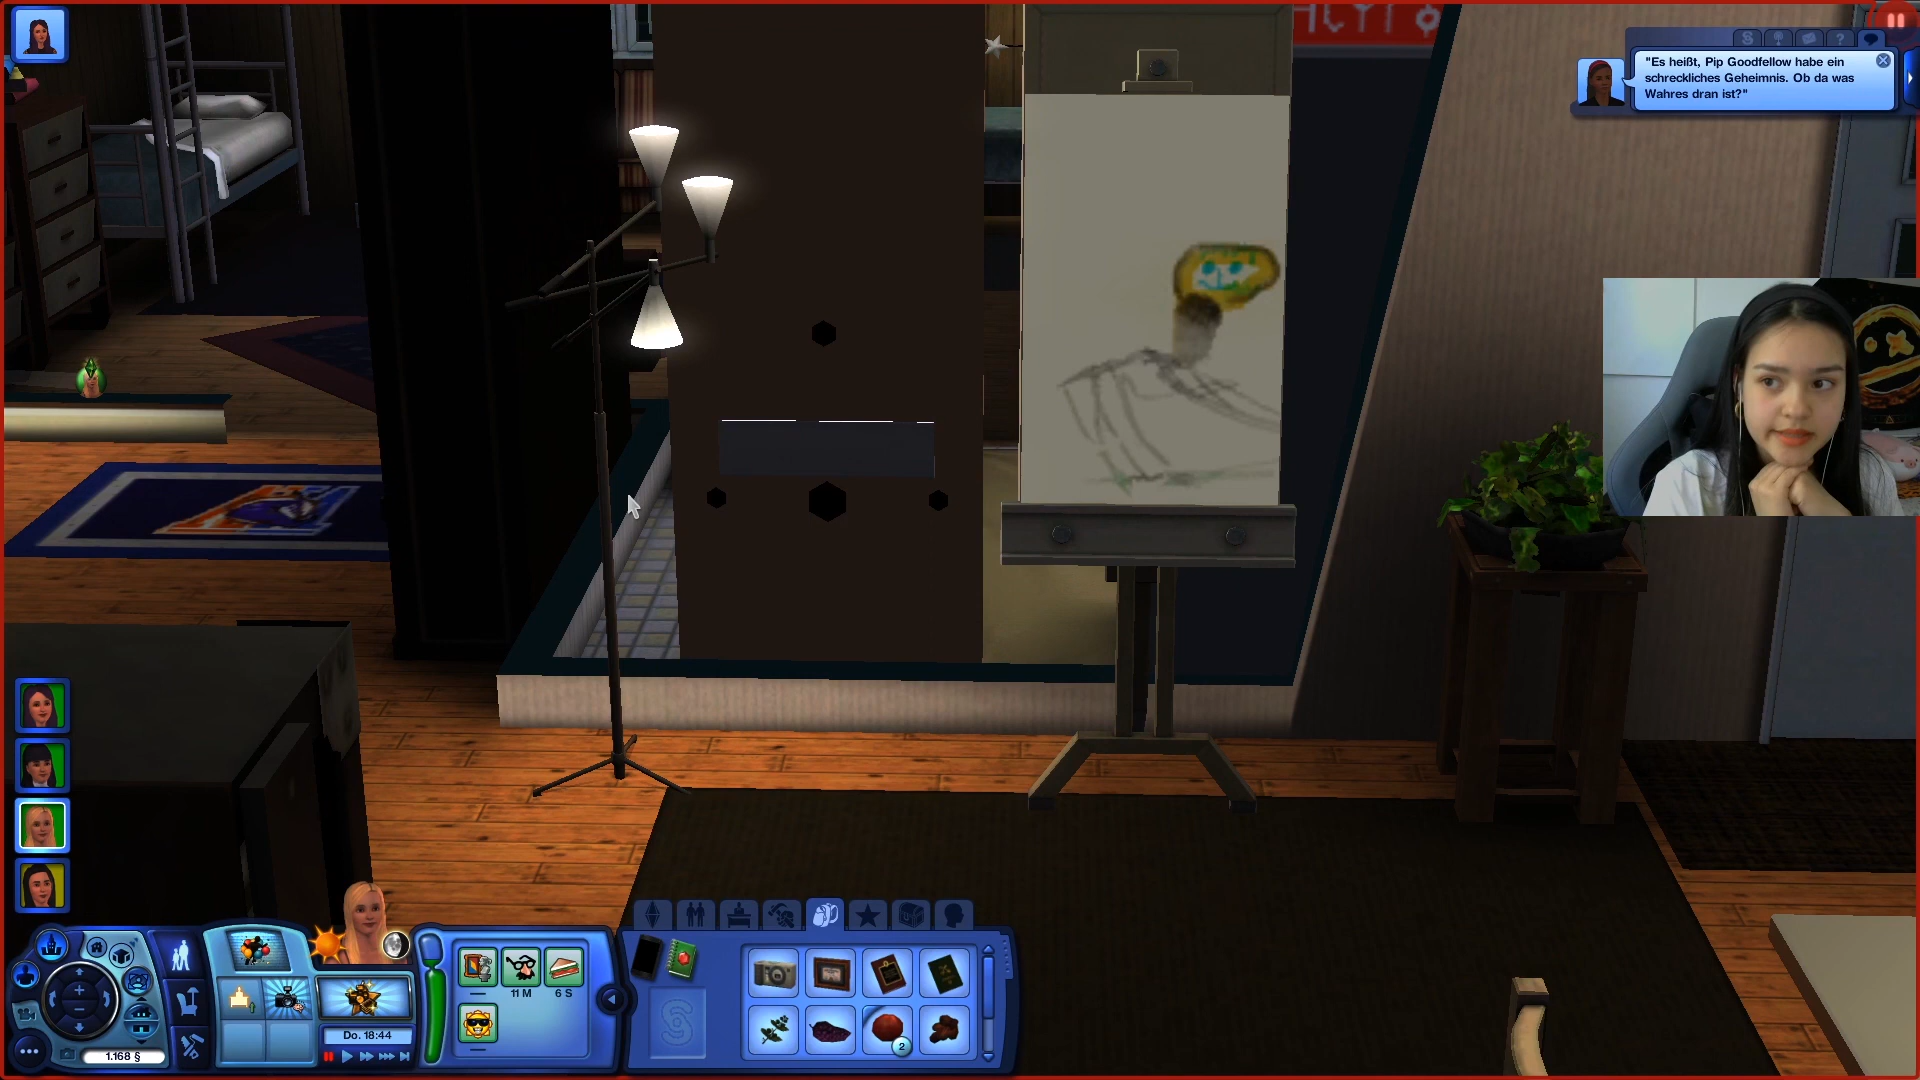 "Es heißt, Pip Goodfellow habe ein
schreckliches Geheimnis. Ob da was
Wahres dran ist?"
11 M
6 S
Do. 18:44
1.168 §
2